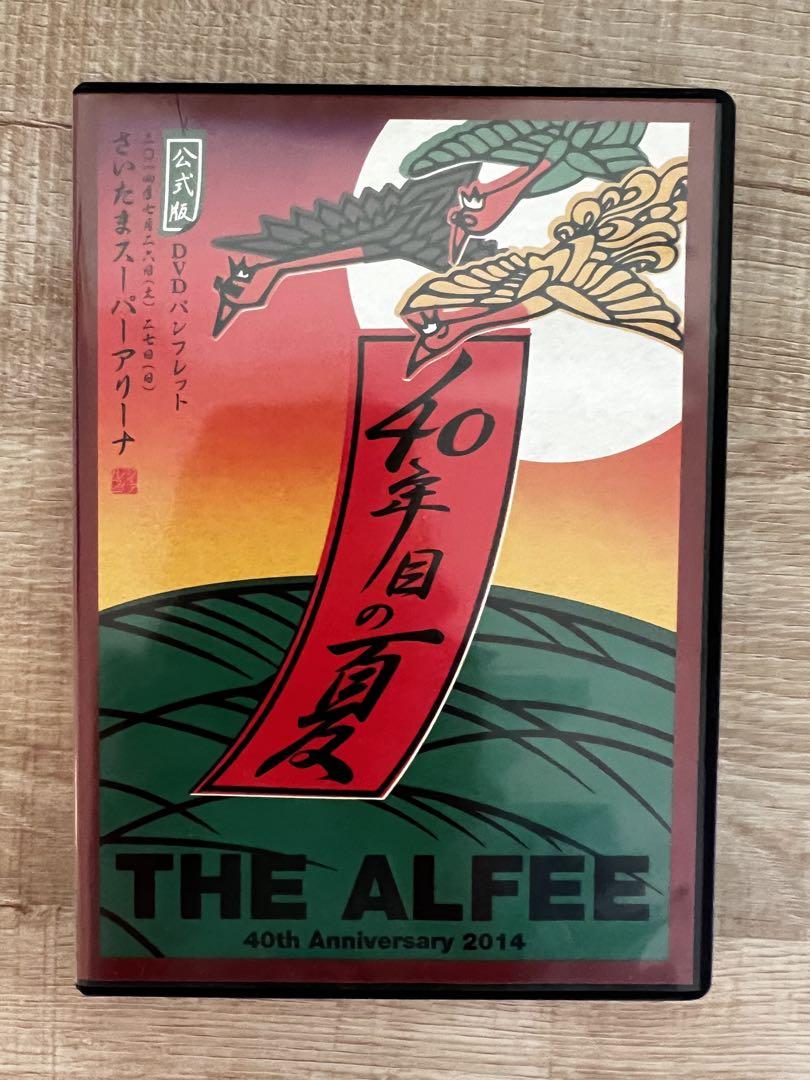 公式版
DVDパンフレット
二〇一四年七月二六日(土) 二七日(日)
さいたまスーパーアリーナ
40年目の夏
THE ALFEE
40th Anniversary 2014